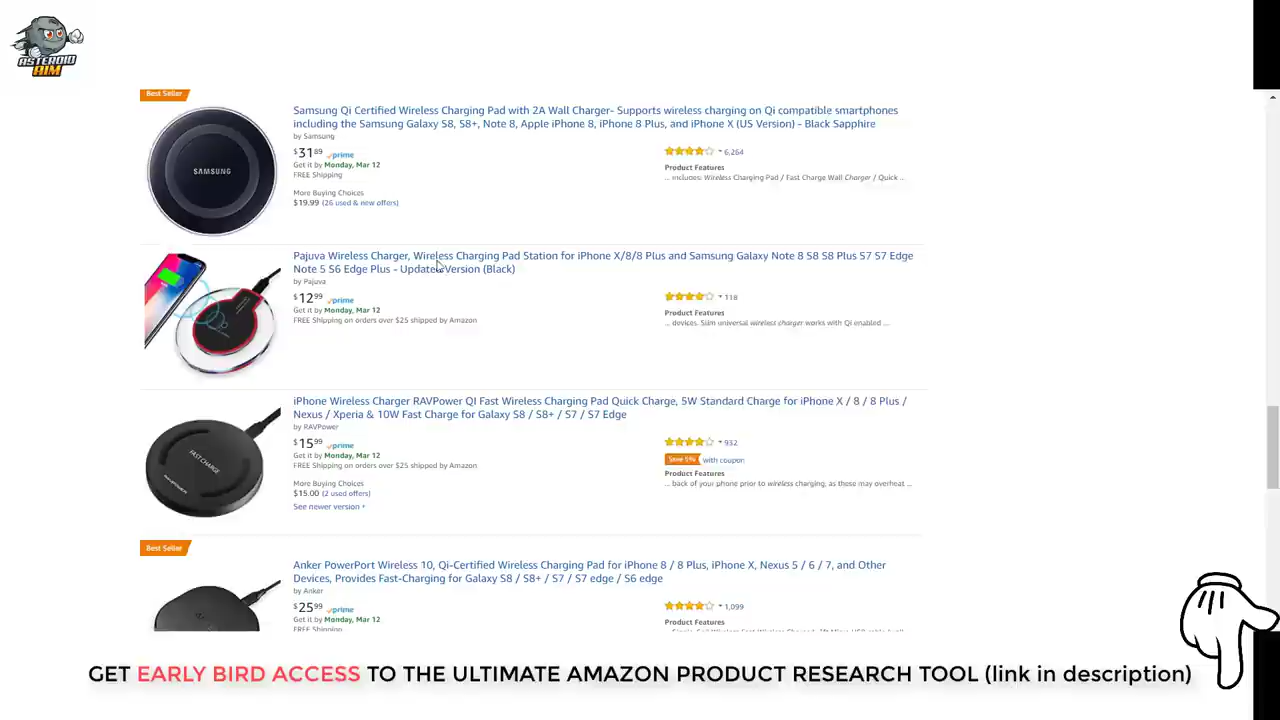 ASTEROID
AIM
Best Seller
Samsung Qi Certified Wireless Charging Pad with 2A Wall Charger- Supports wireless charging on Qi compatible smartphones
including the Samsung Galaxy S8, S8+, Note 8, Apple iPhone 8, iPhone 8 Plus, and iPhone X (US Version) - Black Sapphire
by Samsung
$3189 prime
6,264
Get it by Monday, Mar 12
FREE Shipping
Product Features
... includes: Wireless Charging Pad / Fast Charge Wall Charger / Quick ...
More Buying Choices
$19.99 (26 used & new offers)
SAMSUNG
Pajuva Wireless Charger, Wireless Charging Pad Station for iPhone X/8/8 Plus and Samsung Galaxy Note 8 S8 S8 Plus S7 S7 Edge
Note 5 S6 Edge Plus - Updated Version (Black)
by Pajuva
$1299 prime
118
Get it by Monday, Mar 12
FREE Shipping on orders over $25 shipped by Amazon
Product Features
... devices. Slim universal wireless charger works with Qi enabled ...
iPhone Wireless Charger RAVPower QI Fast Wireless Charging Pad Quick Charge, 5W Standard Charge for iPhone X / 8 / 8 Plus /
Nexus / Xperia & 10W Fast Charge for Galaxy S8 / S8+ / S7 / S7 Edge
by RAVPower
$1599 prime
932
Get it by Monday, Mar 12
FREE Shipping on orders over $25 shipped by Amazon
Save 5% with coupon
Product Features
... back of your phone prior to wireless charging, as these may overheat ...
More Buying Choices
$15.00 (2 used offers)
See newer version
FAST CHARGE
Best Seller
Anker PowerPort Wireless 10, Qi-Certified Wireless Charging Pad for iPhone 8 / 8 Plus, iPhone X, Nexus 5 / 6 / 7, and Other
Devices, Provides Fast-Charging for Galaxy S8 / S8+ / S7 / S7 edge / S6 edge
by Anker
$2599 prime
1,099
Get it by Monday, Mar 12
FREE Shipping
Product Features
GET EARLY BIRD ACCESS TO THE ULTIMATE AMAZON PRODUCT RESEARCH TOOL (link in description)